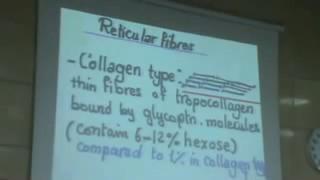 Reticular fibres
- Collagen type:
thin fibres of tropocollagen
bound by glycoptn. molecules
(contain 6-12% hexose)
compared to 1% in collagen